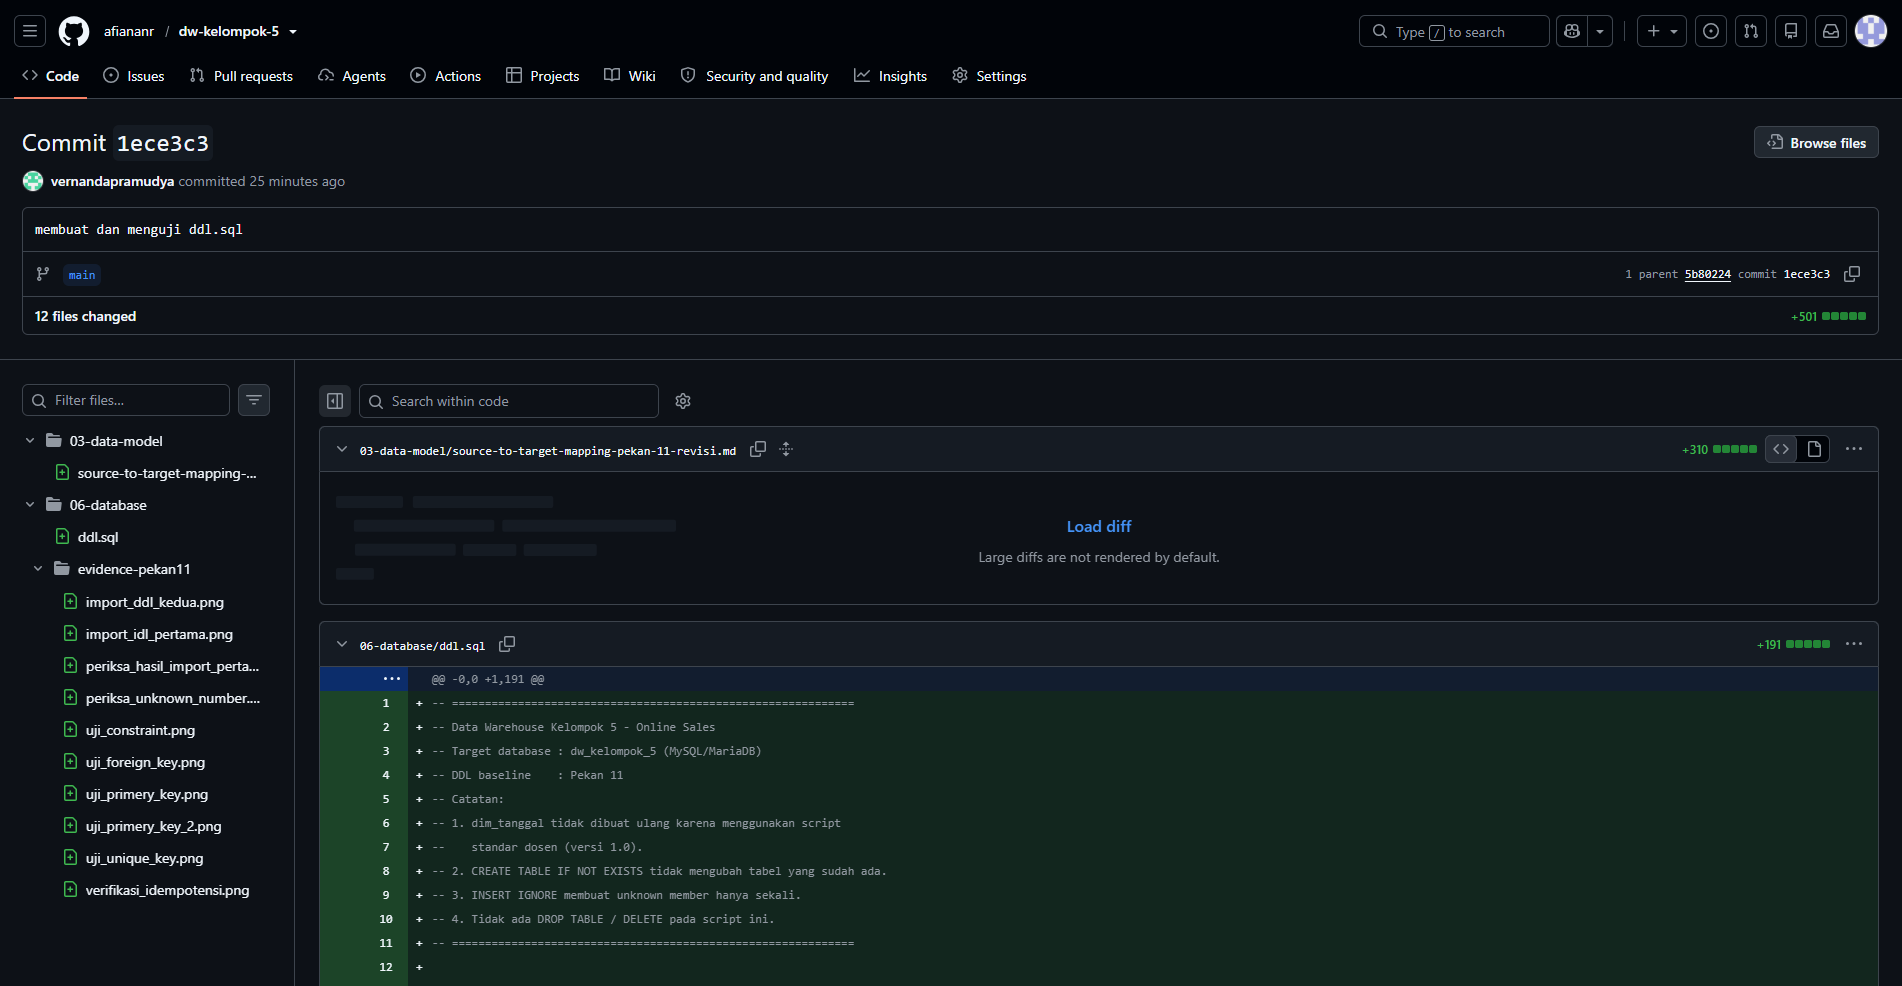 afiananr / dw-kelompok-5
Type / to search
Code
Issues
Pull requests
Agents
Actions
Projects
Wiki
Security and quality
Insights
Settings
Commit 1ece3c3
Browse files
vernandapramudya committed 25 minutes ago
membuat dan menguji ddl.sql
main
1 parent 5b80224 commit 1ece3c3
12 files changed
+501
Filter files...
03-data-model
source-to-target-mapping-...
06-database
ddl.sql
evidence-pekan11
import_ddl_kedua.png
import_idl_pertama.png
periksa_hasil_import_perta...
periksa_unknown_number....
uji_constraint.png
uji_foreign_key.png
uji_primery_key.png
uji_primery_key_2.png
uji_unique_key.png
verifikasi_idempotensi.png
Search within code
03-data-model/source-to-target-mapping-pekan-11-revisi.md
+310
Load diff
Large diffs are not rendered by default.
06-database/ddl.sql
+191
@@ -0,0 +1,191 @@
1 + -- =============================================================
2 + -- Data Warehouse Kelompok 5 - Online Sales
3 + -- Target database : dw_kelompok_5 (MySQL/MariaDB)
4 + -- DDL baseline    : Pekan 11
5 + -- Catatan:
6 + -- 1. dim_tanggal tidak dibuat ulang karena menggunakan script
7 + --    standar dosen (versi 1.0).
8 + -- 2. CREATE TABLE IF NOT EXISTS tidak mengubah tabel yang sudah ada.
9 + -- 3. INSERT IGNORE membuat unknown member hanya sekali.
10 + -- 4. Tidak ada DROP TABLE / DELETE pada script ini.
11 + -- =============================================================
12 +